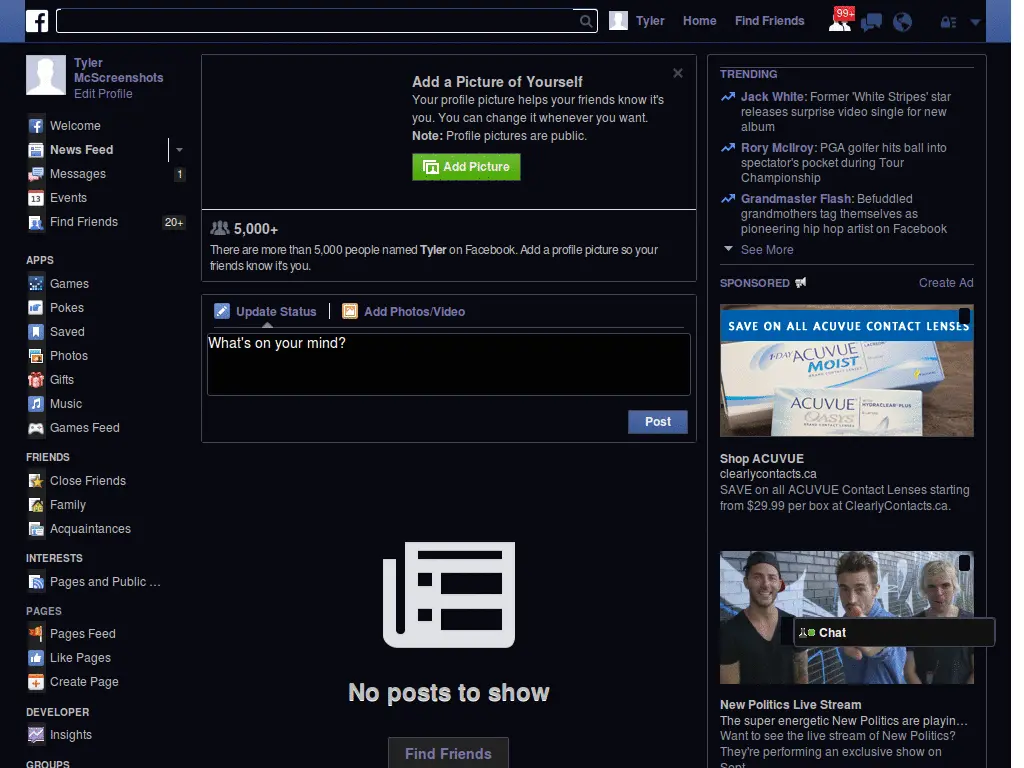 f
Tyler
Home
Find Friends
99+
Tyler
McScreenshots
Edit Profile
Welcome
News Feed
Messages
1
13
Events
Find Friends
20+
APPS
Games
Pokes
Saved
Photos
Gifts
Music
Games Feed
FRIENDS
Close Friends
Family
Acquaintances
INTERESTS
Pages and Public ...
PAGES
Pages Feed
Like Pages
Create Page
DEVELOPER
Insights
GROUPS
Add a Picture of Yourself
Your profile picture helps your friends know it's
you. You can change it whenever you want.
Note: Profile pictures are public.
Add Picture
5,000+
There are more than 5,000 people named Tyler on Facebook. Add a profile picture so your
friends know it's you.
Update Status
Add Photos/Video
What's on your mind?
Post
No posts to show
Find Friends
TRENDING
Jack White: Former 'White Stripes' star
releases surprise video single for new
album
Rory McIlroy: PGA golfer hits ball into
spectator's pocket during Tour
Championship
Grandmaster Flash: Befuddled
grandmothers tag themselves as
pioneering hip hop artist on Facebook
See More
SPONSORED
Create Ad
SAVE ON ALL ACUVUE CONTACT LENSES
1-DAY ACUVUE
MOIST
BRAND CONTACT LENSES
ACUVUE
OASYS
BRAND CONTACT LENSES
WITH
HYDRACLEAR PLUS
Shop ACUVUE
clearlycontacts.ca
SAVE on all ACUVUE Contact Lenses starting
from $29.99 per box at ClearlyContacts.ca.
Chat
New Politics Live Stream
The super energetic New Politics are playin...
Want to see the live stream of New Politics?
They're performing an exclusive show on
Sept